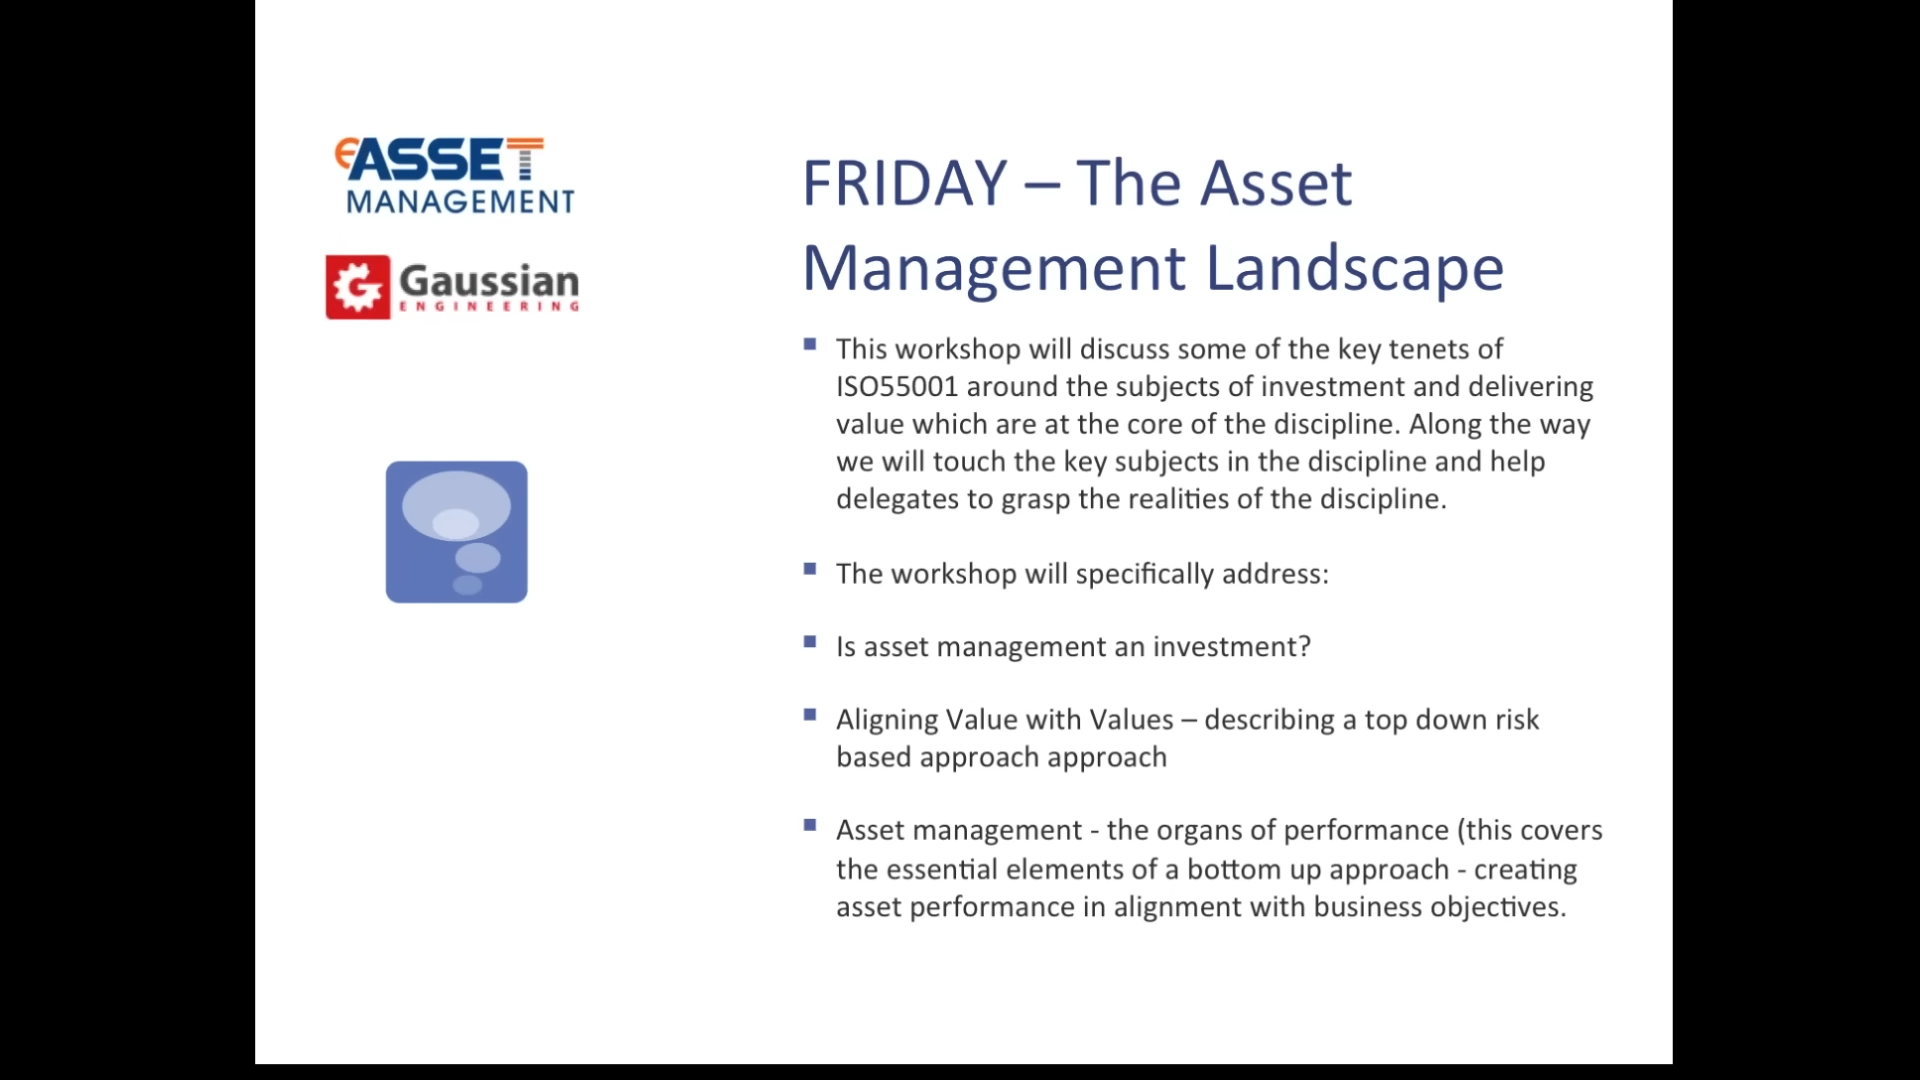 eASSET
MANAGEMENT
Gaussian
ENGINEERING
FRIDAY – The Asset
Management Landscape
▪ This workshop will discuss some of the key tenets of
ISO55001 around the subjects of investment and delivering
value which are at the core of the discipline. Along the way
we will touch the key subjects in the discipline and help
delegates to grasp the realities of the discipline.
▪ The workshop will specifically address:
▪ Is asset management an investment?
▪ Aligning Value with Values – describing a top down risk
based approach approach
▪ Asset management - the organs of performance (this covers
the essential elements of a bottom up approach - creating
asset performance in alignment with business objectives.